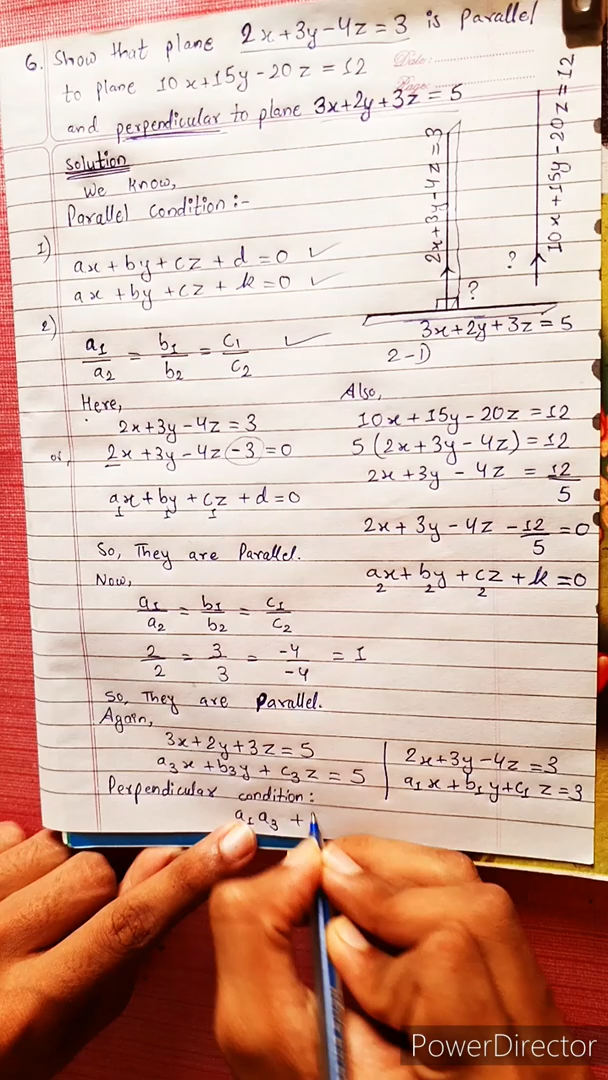 6. Show that plane 2x+3y-4z=3 is Parallel
to plane 10x+15y-20z=12
Date:
Page:
and perpendicular to plane 3x+2y+3z=5
Solution
We know,
Parallel Condition:-
1)
ax+by+cz+d=0 ✓
ax+by+cz+k=0 ✓
2)
a1/a2 = b1/b2 = c1/c2 ✓
2x+3y-4z=3
10x+15y-20z=12
?
?
3x+2y+3z=5
2-D
Here,
2x+3y-4z=3
or, 2x+3y-4z-3=0
a1x+b1y+c1z+d=0
So, They are Parallel.
Also,
10x+15y-20z=12
5(2x+3y-4z)=12
2x+3y-4z = 12/5
2x+3y-4z-12/5=0
a2x+b2y+c2z+k=0
Now,
a1/a2 = b1/b2 = c1/c2
2/2 = 3/3 = -4/-4 = 1
So, They are Parallel.
Again,
3x+2y+3z=5
a3x+b3y+c3z=5
2x+3y-4z=3
a1x+b1y+c1z=3
Perpendicular condition:
a1a3 +
PowerDirector